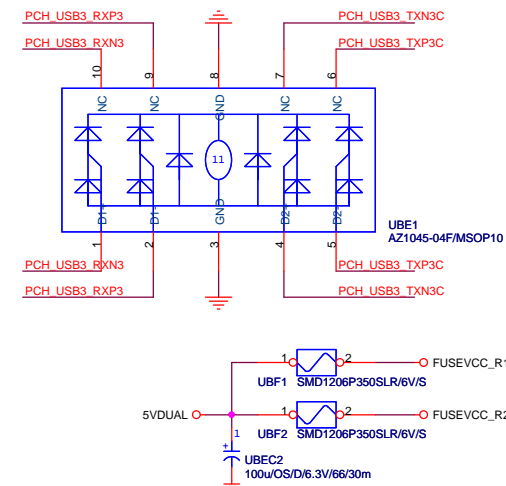 PCH_USB3_RXP3
PCH_USB3_TXN3C
PCH_USB3_RXN3
PCH_USB3_TXP3C
10
9
8
7
6
NC
NC
GND
NC
NC
11
D1+
D1-
GND
D2+
D2-
UBE1
AZ1045-04F/MSOP10
1
2
3
4
5
PCH_USB3_RXN3
PCH_USB3_TXP3C
PCH_USB3_RXP3
PCH_USB3_TXN3C
1
2
FUSEVCC_R1
UBF1 SMD1206P350SLR/6V/S
5VDUAL
1
2
FUSEVCC_R2
UBF2 SMD1206P350SLR/6V/S
1
+
UBEC2
100u/OS/D/6.3V/66/30m